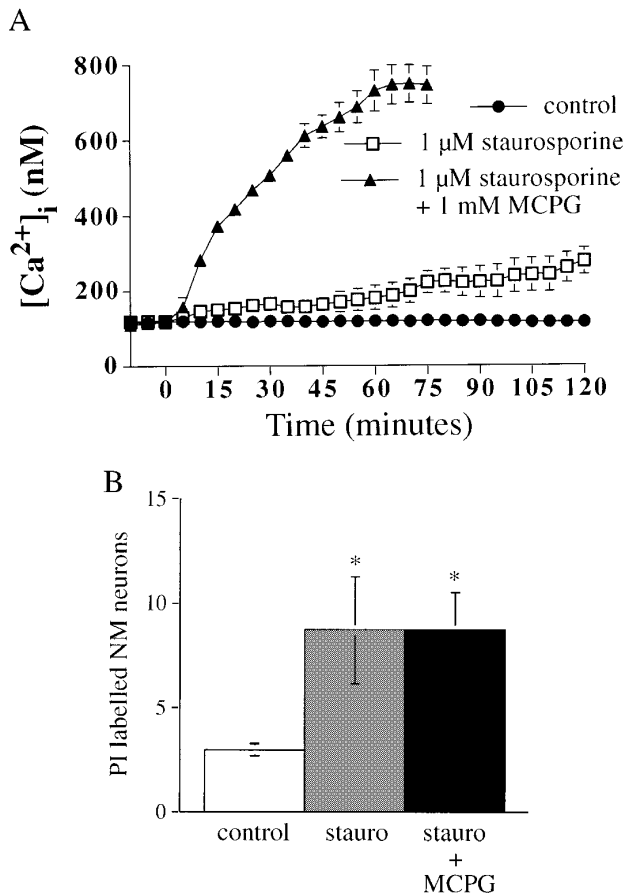 A
800
600
400
200
0
[Ca2+]i (nM)
control
1 µM staurosporine
1 µM staurosporine
+ 1 mM MCPG
0 15 30 45 60 75 90 105 120
Time (minutes)
B
15
10
5
0
PI labelled NM neurons
*
*
control stauro stauro
+
MCPG